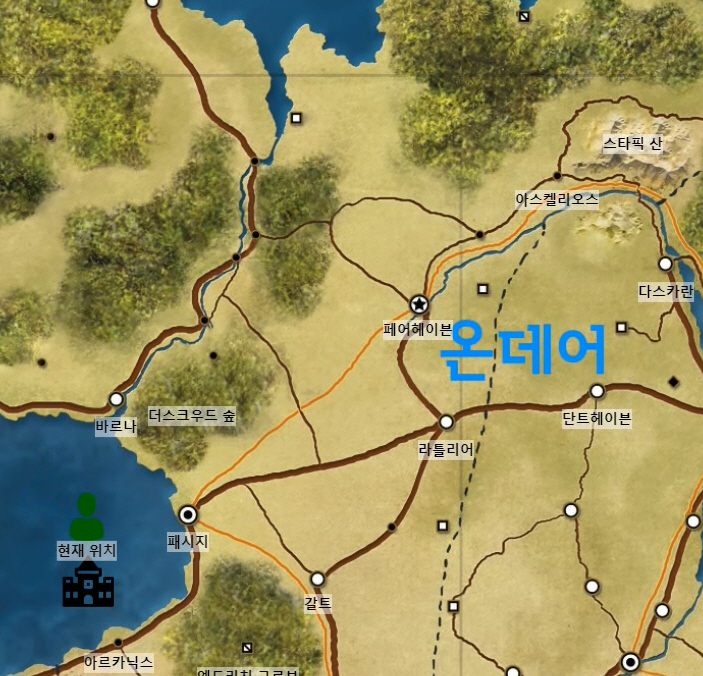 스타픽 산
아스켈리오스
다스카란
페어헤이븐
온데어
더스크우드 숲
바르나
단트헤이븐
라틀리어
패시지
현재 위치
갈트
아르카닉스